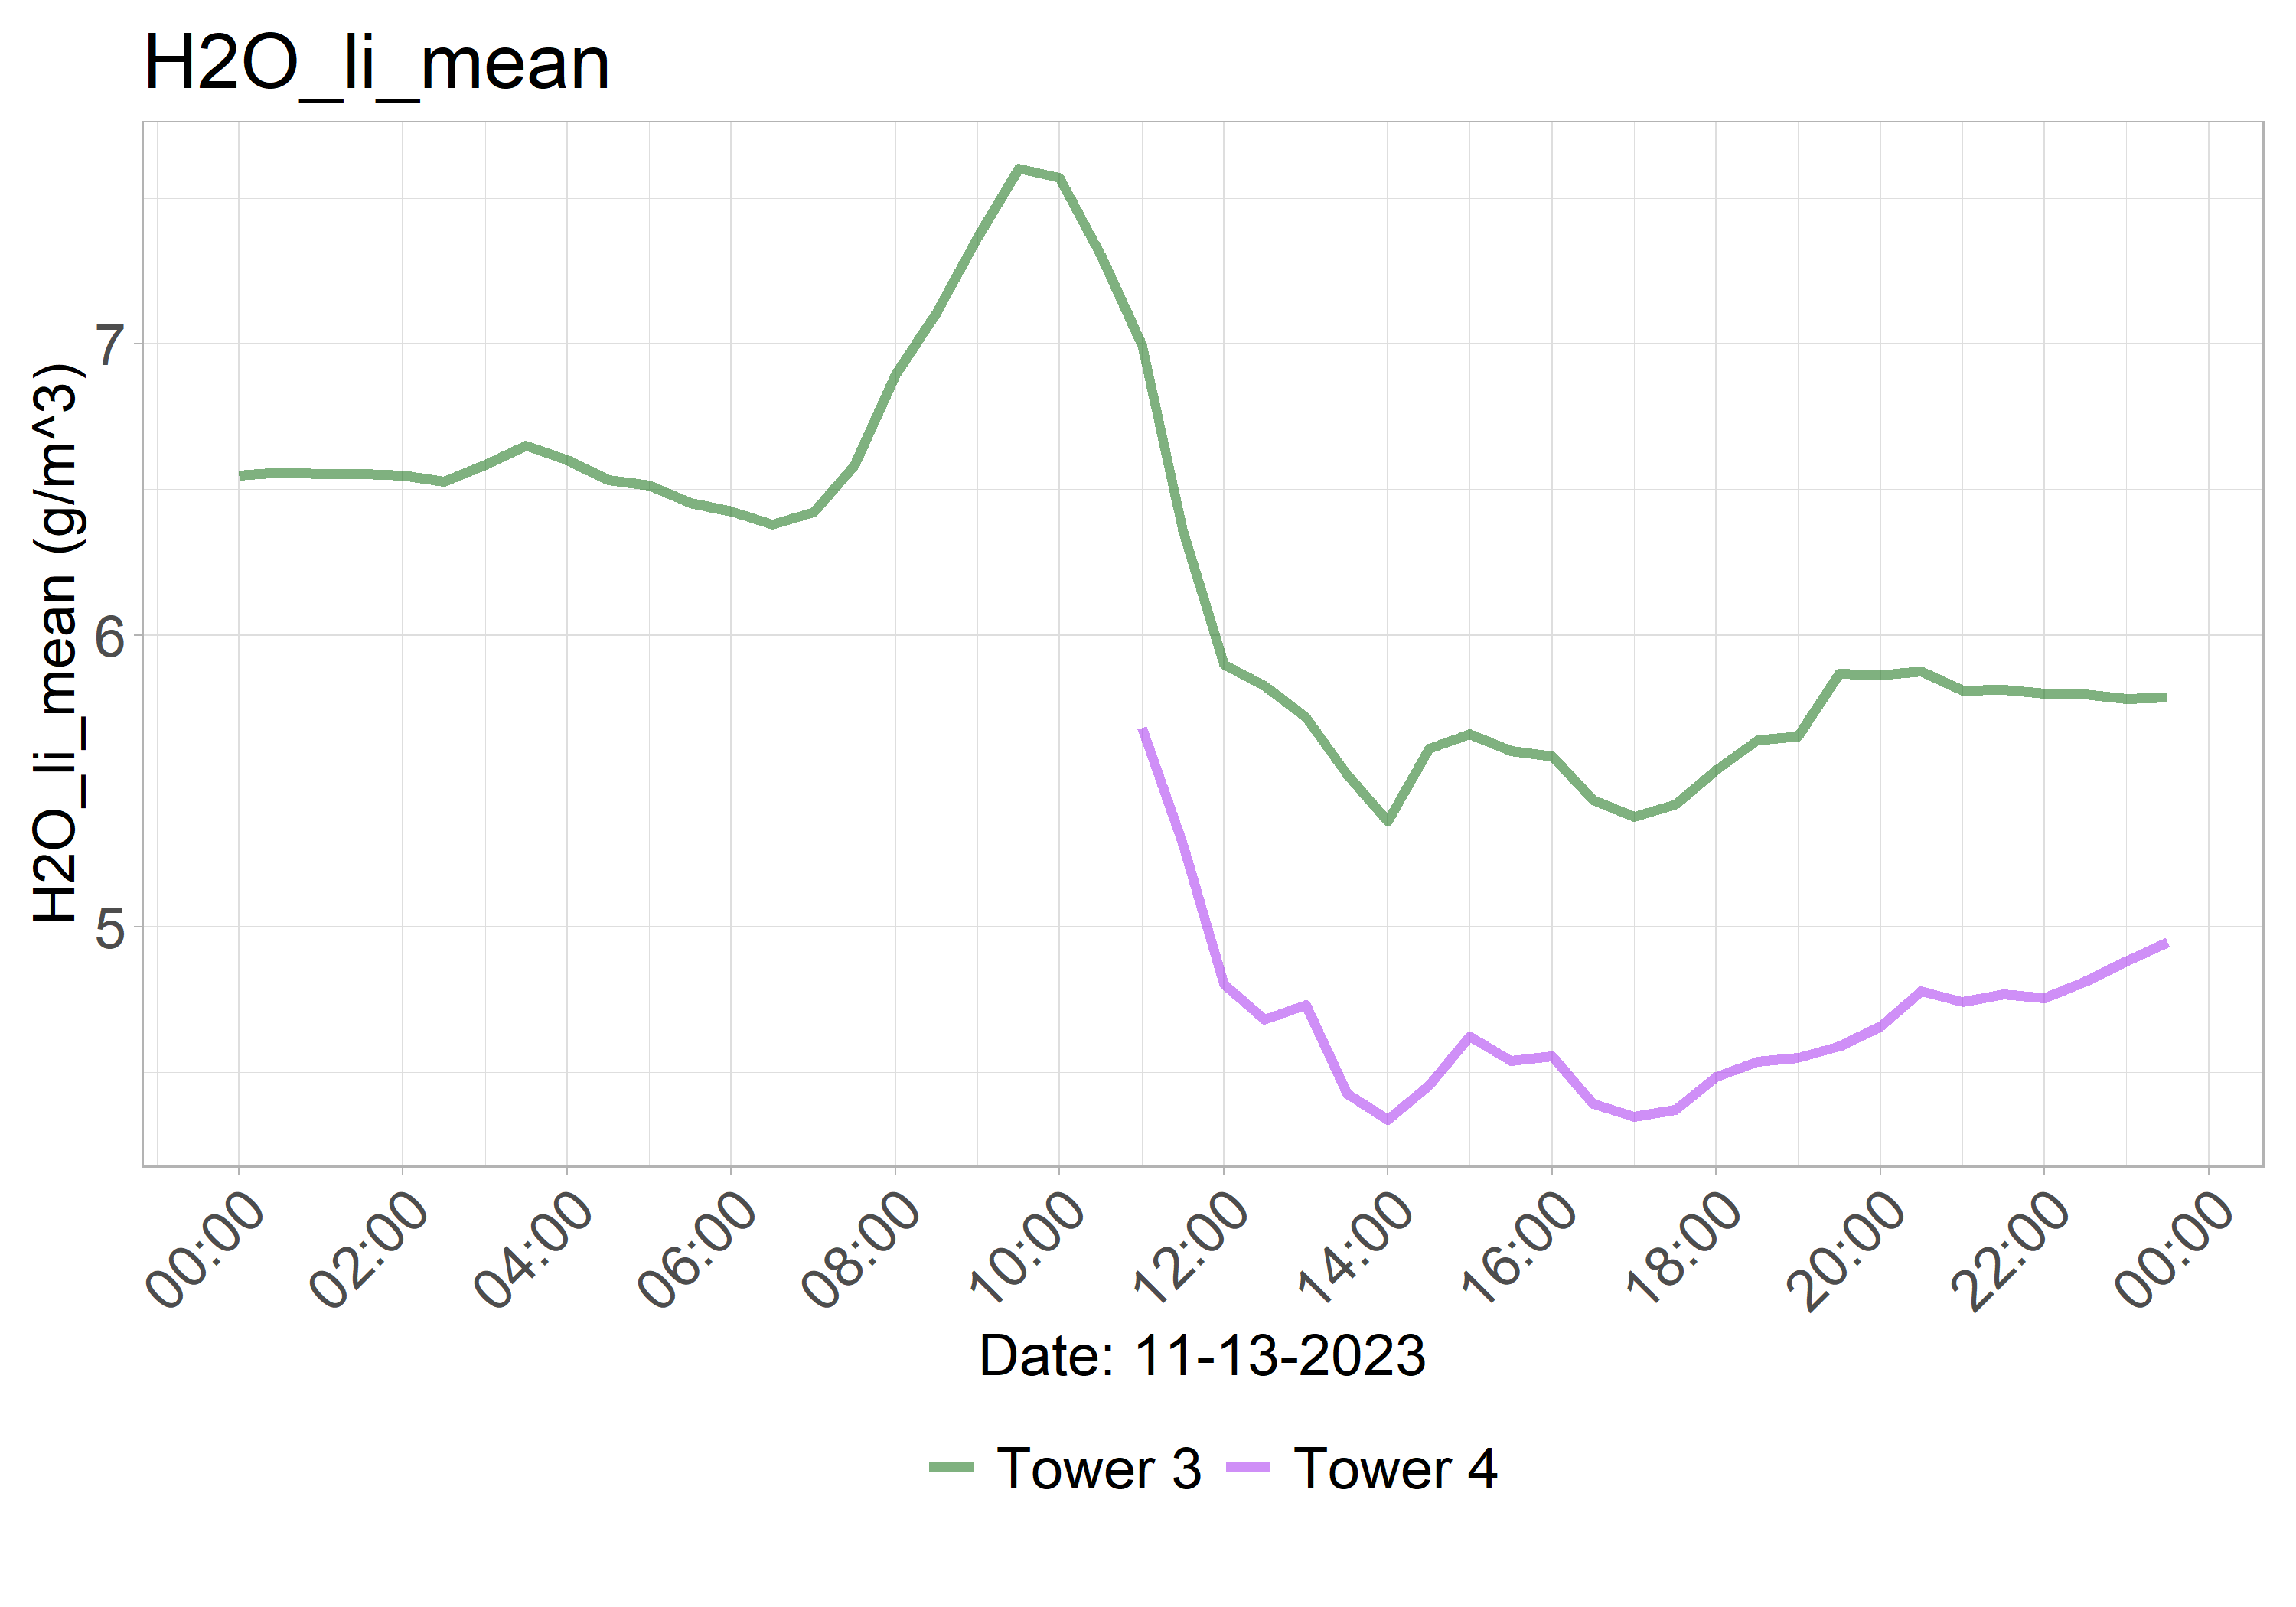 H2O_li_mean
H2O_li_mean (g/m^3)
7
6
5
00:00 02:00 04:00 06:00 08:00 10:00 12:00 14:00 16:00 18:00 20:00 22:00 00:00
Date: 11-13-2023
Tower 3 Tower 4